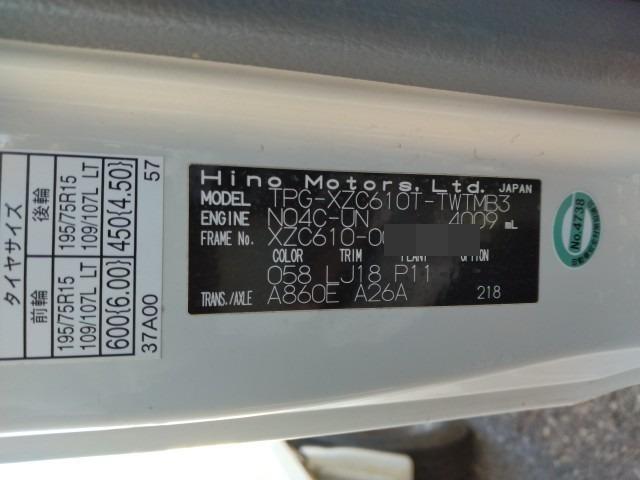 Hino Motors, Ltd. JAPAN
MODEL TPG-XZC610T-TWTMB3
ENGINE N04C-UN 4009 mL
FRAME No. XZC610-0
COLOR TRIM PLANT OPTION
058 LJ18 P11
TRANS./AXLE A860E A26A 218
タイヤサイズ
前輪 後輪
195/75R15 195/75R15
109/107L LT 109/107L LT
600{6.00} 450{4.50}
37A00 57
No.4738